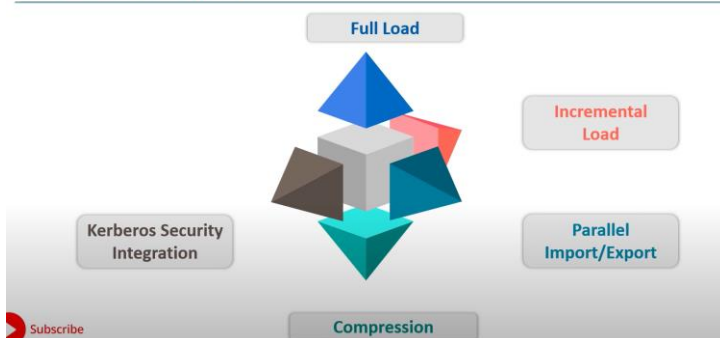 Full Load
Incremental
Load
Kerberos Security
Integration
Parallel
Import/Export
Subscribe
Compression